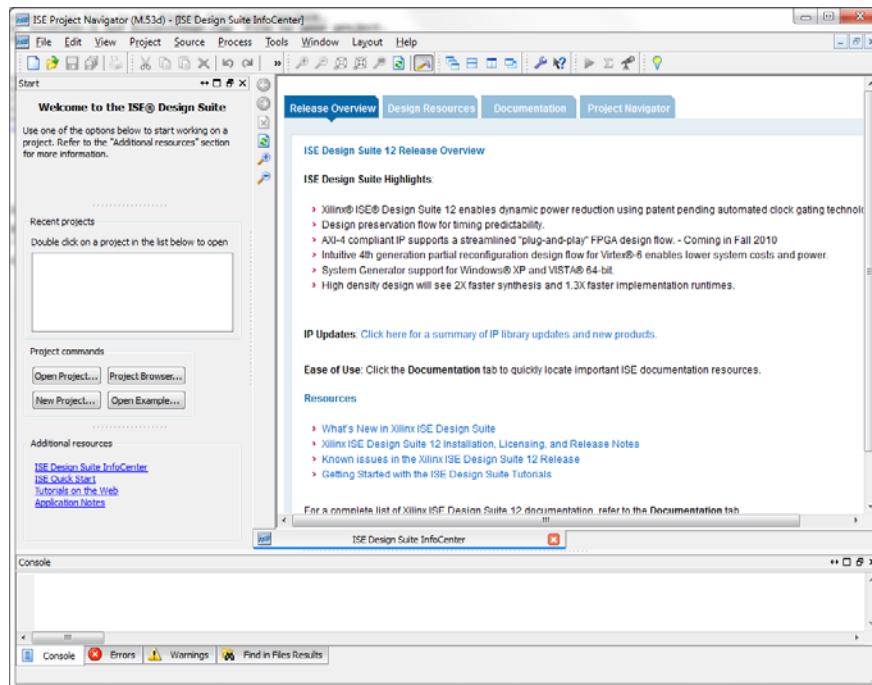 ISE Project Navigator (M.53d) - [ISE Design Suite InfoCenter]
File Edit View Project Source Process Tools Window Layout Help
Start
Welcome to the ISE® Design Suite
Use one of the options below to start working on a
project. Refer to the "Additional resources" section
for more information.
Recent projects
Double click on a project in the list below to open
Project commands
Open Project... Project Browser...
New Project... Open Example...
Additional resources
ISE Design Suite InfoCenter
ISE Quick Start
Tutorials on the Web
Application Notes
Release Overview Design Resources Documentation Project Navigator
ISE Design Suite 12 Release Overview
ISE Design Suite Highlights:
Xilinx® ISE® Design Suite 12 enables dynamic power reduction using patent pending automated clock gating technolo
Design preservation flow for timing predictability.
AXI-4 compliant IP supports a streamlined "plug-and-play" FPGA design flow. - Coming in Fall 2010
Intuitive 4th generation partial reconfiguration design flow for Virtex®-6 enables lower system costs and power.
System Generator support for Windows® XP and VISTA® 64-bit.
High density design will see 2X faster synthesis and 1.3X faster implementation runtimes.
IP Updates: Click here for a summary of IP library updates and new products.
Ease of Use: Click the Documentation tab to quickly locate important ISE documentation resources.
Resources
What's New in Xilinx ISE Design Suite
Xilinx ISE Design Suite 12 Installation, Licensing, and Release Notes
Known issues in the Xilinx ISE Design Suite 12 Release
Getting Started with the ISE Design Suite Tutorials
For a complete list of Xilinx ISE Design Suite 12 documentation, refer to the Documentation tab
ISE Design Suite InfoCenter
Console
Console Errors Warnings Find in Files Results